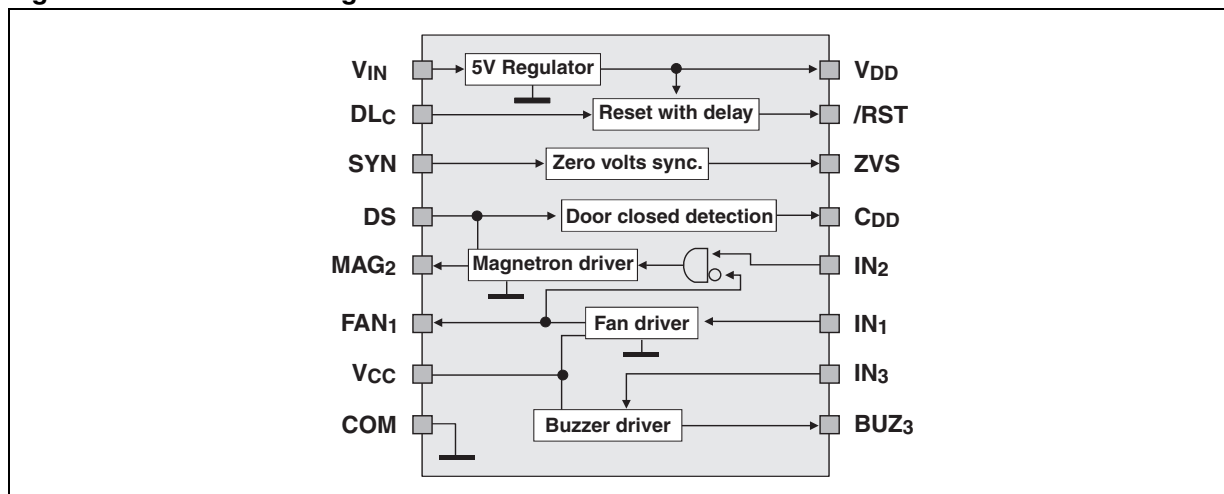 VIN 5V Regulator VDD
DLC Reset with delay /RST
SYN Zero volts sync. ZVS
DS Door closed detection CDD
MAG2 Magnetron driver IN2
FAN1 Fan driver IN1
VCC IN3
COM Buzzer driver BUZ3